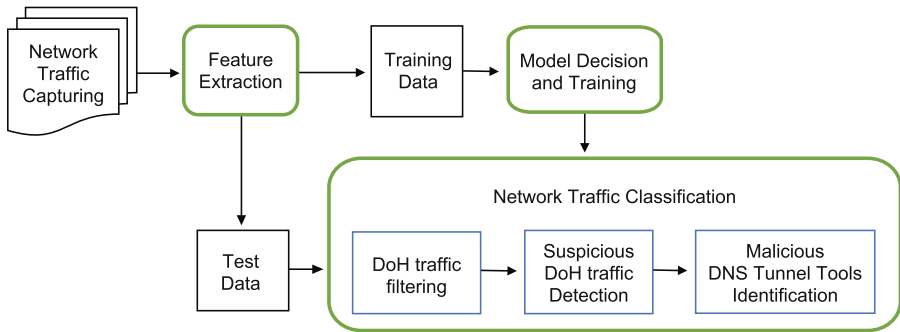 Network
Traffic
Capturing
Feature
Extraction
Training
Data
Model Decision
and Training
Network Traffic Classification
Test
Data
DoH traffic
filtering
Suspicious
DoH traffic
Detection
Malicious
DNS Tunnel Tools
Identification